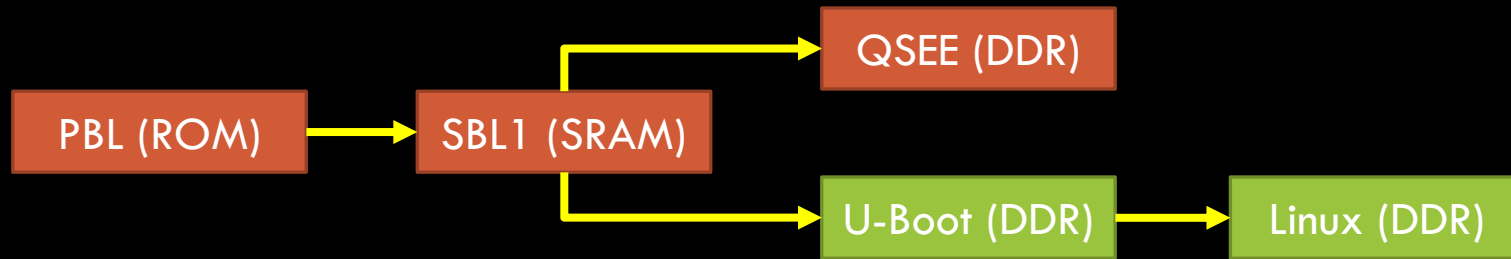 QSEE (DDR)
PBL (ROM)
SBL1 (SRAM)
U-Boot (DDR)
Linux (DDR)